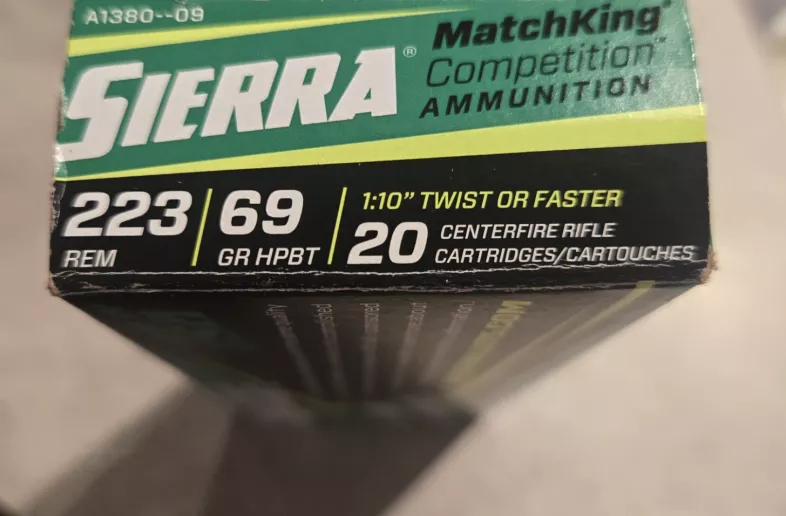 A1380--09
SIERRA®
MatchKing®
Competition™
AMMUNITION
223
REM
69
GR HPBT
1:10” TWIST OR FASTER
20
CENTERFIRE RIFLE
CARTRIDGES/CARTOUCHES